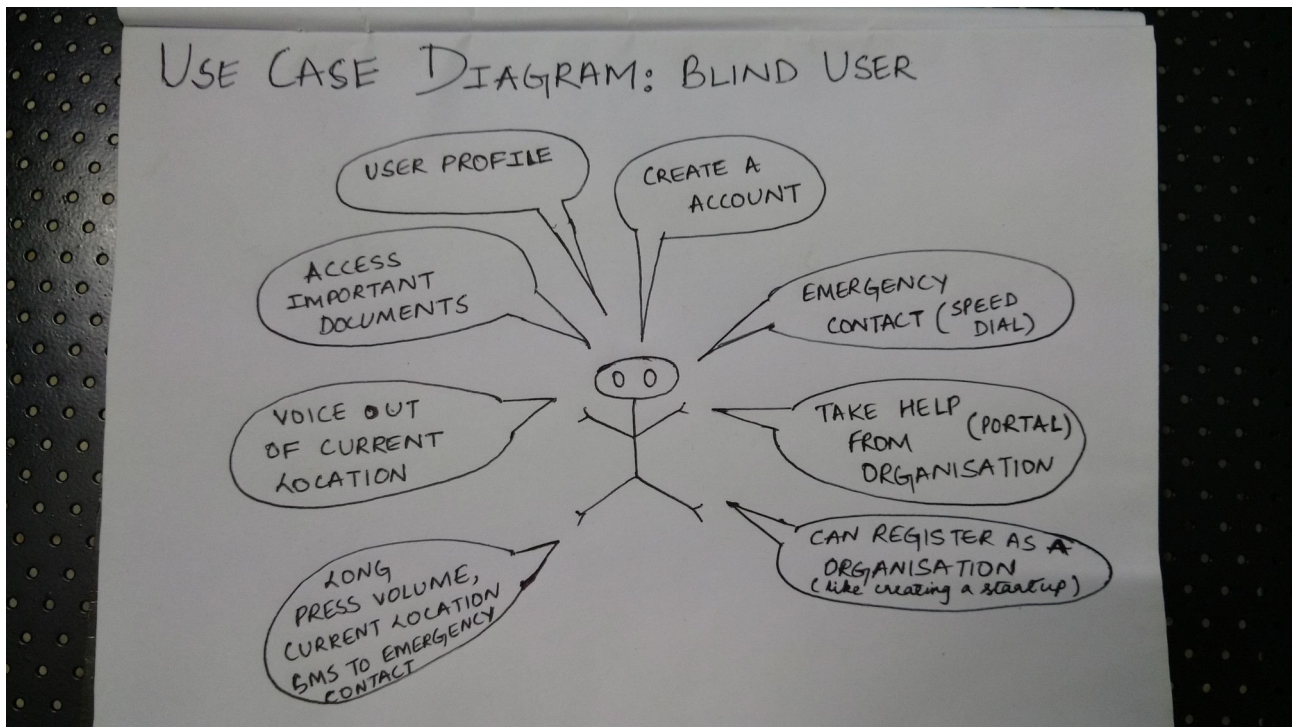 USE CASE DIAGRAM: BLIND USER
USER PROFILE
CREATE A
ACCOUNT
ACCESS
IMPORTANT
DOCUMENTS
EMERGENCY
CONTACT (SPEED
DIAL)
VOICE OUT
OF CURRENT
LOCATION
TAKE HELP
FROM (PORTAL)
ORGANISATION
LONG
PRESS VOLUME,
CURRENT LOCATION
SMS TO EMERGENCY
CONTACT
CAN REGISTER AS A
ORGANISATION
(like creating a startup)